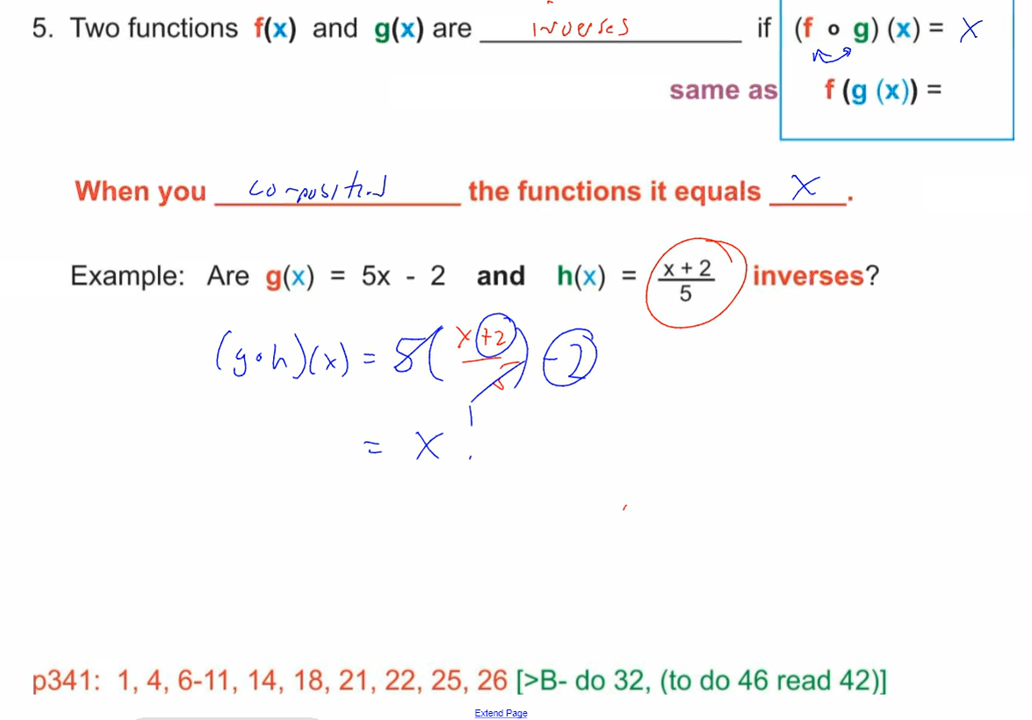 5. Two functions f(x) and g(x) are inverses if (f o g) (x) = x
same as f (g (x)) =
When you composited the functions it equals x.
Example: Are g(x) = 5x - 2 and h(x) = x + 2 / 5 inverses?
(g∘h)(x) = 5(x+2 / 5) - 2
= x !
p341: 1, 4, 6-11, 14, 18, 21, 22, 25, 26 [>B- do 32, (to do 46 read 42)]
Extend Page